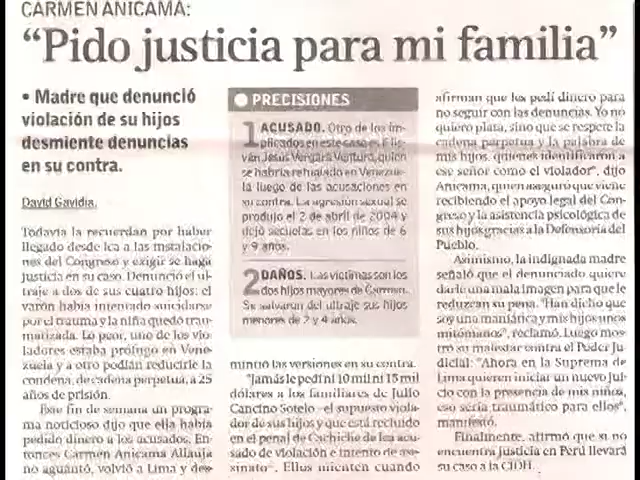 CARMEN ANICAMA:
“Pido justicia para mi familia”
• Madre que denunció
violación de su hijos
desmiente denuncias
en su contra.
David Gavidia.
Todavía la recuerdan por haber
llegado desde Ica a las instalacio-
nes del Congreso y exigir se haga
justicia en su caso. Denunció el ul-
traje a dos de sus cuatro hijos: el
varón había intentado suicidarse
por el trauma y la niña quedó trau-
matizada. Lo peor, uno de los vio-
ladores estaba prófugo en Vene-
zuela y a otro podían reducirle la
condena, de cadena perpetua, a 25
años de prisión.
Este fin de semana un progra-
ma noticioso dijo que ella había
pedido dinero a los acusados. En-
tonces Carmen Anicama Allauja
no aguantó, volvió a Lima y des-
PRECISIONES
1 ACUSADO. Otro de los im-
plicados en este caso es Elis-
ván Jesús Vergara Ventura, quien
se habría refugiado en Venezue-
la luego de las acusaciones en
su contra. La agresión sexual se
produjo el 2 de abril de 2004 y
dejó secuelas en los niños de 6
y 9 años.
2 DAÑOS. Las víctimas son los
dos hijos mayores de Carmen.
Se salvaron del ultraje sus hijos
menores de 2 y 4 años.
mintió las versiones en su contra.
"Jamás le pedí ni 10 mil ni 15 mil
dólares a los familiares de Julio
Cancino Sotelo - el supuesto viola-
dor de sus hijos y que está recluido
en el penal de Cachiche de Ica acu-
sado de violación e intento de ase-
sinato". Ellos mienten cuando
afirman que les pedí dinero para
no seguir con las denuncias. Yo no
quiero plata, sino que se respete la
cadena perpetua y la palabra de
mis hijos, quienes identificaron a
ese señor como el violador", dijo
Anicama, quien aseguró que viene
recibiendo el apoyo legal del Con-
greso y la asistencia psicológica de
sus hijos gracias a la Defensoría del
Pueblo.
Asimismo, la indignada madre
señaló que el denunciado quiere
darle una mala imagen para que le
reduzcan su pena. "Han dicho que
soy una maniática y mis hijos unos
mitómanos", reclamó. Luego mos-
tró su malestar contra el Poder Ju-
dicial: "Ahora en la Suprema de
Lima quieren iniciar un nuevo jui-
cio con la presencia de mis niños,
eso sería traumático para ellos",
manifestó.
Finalmente, afirmó que si no
encuentra justicia en Perú llevará
su caso a la CIDH.